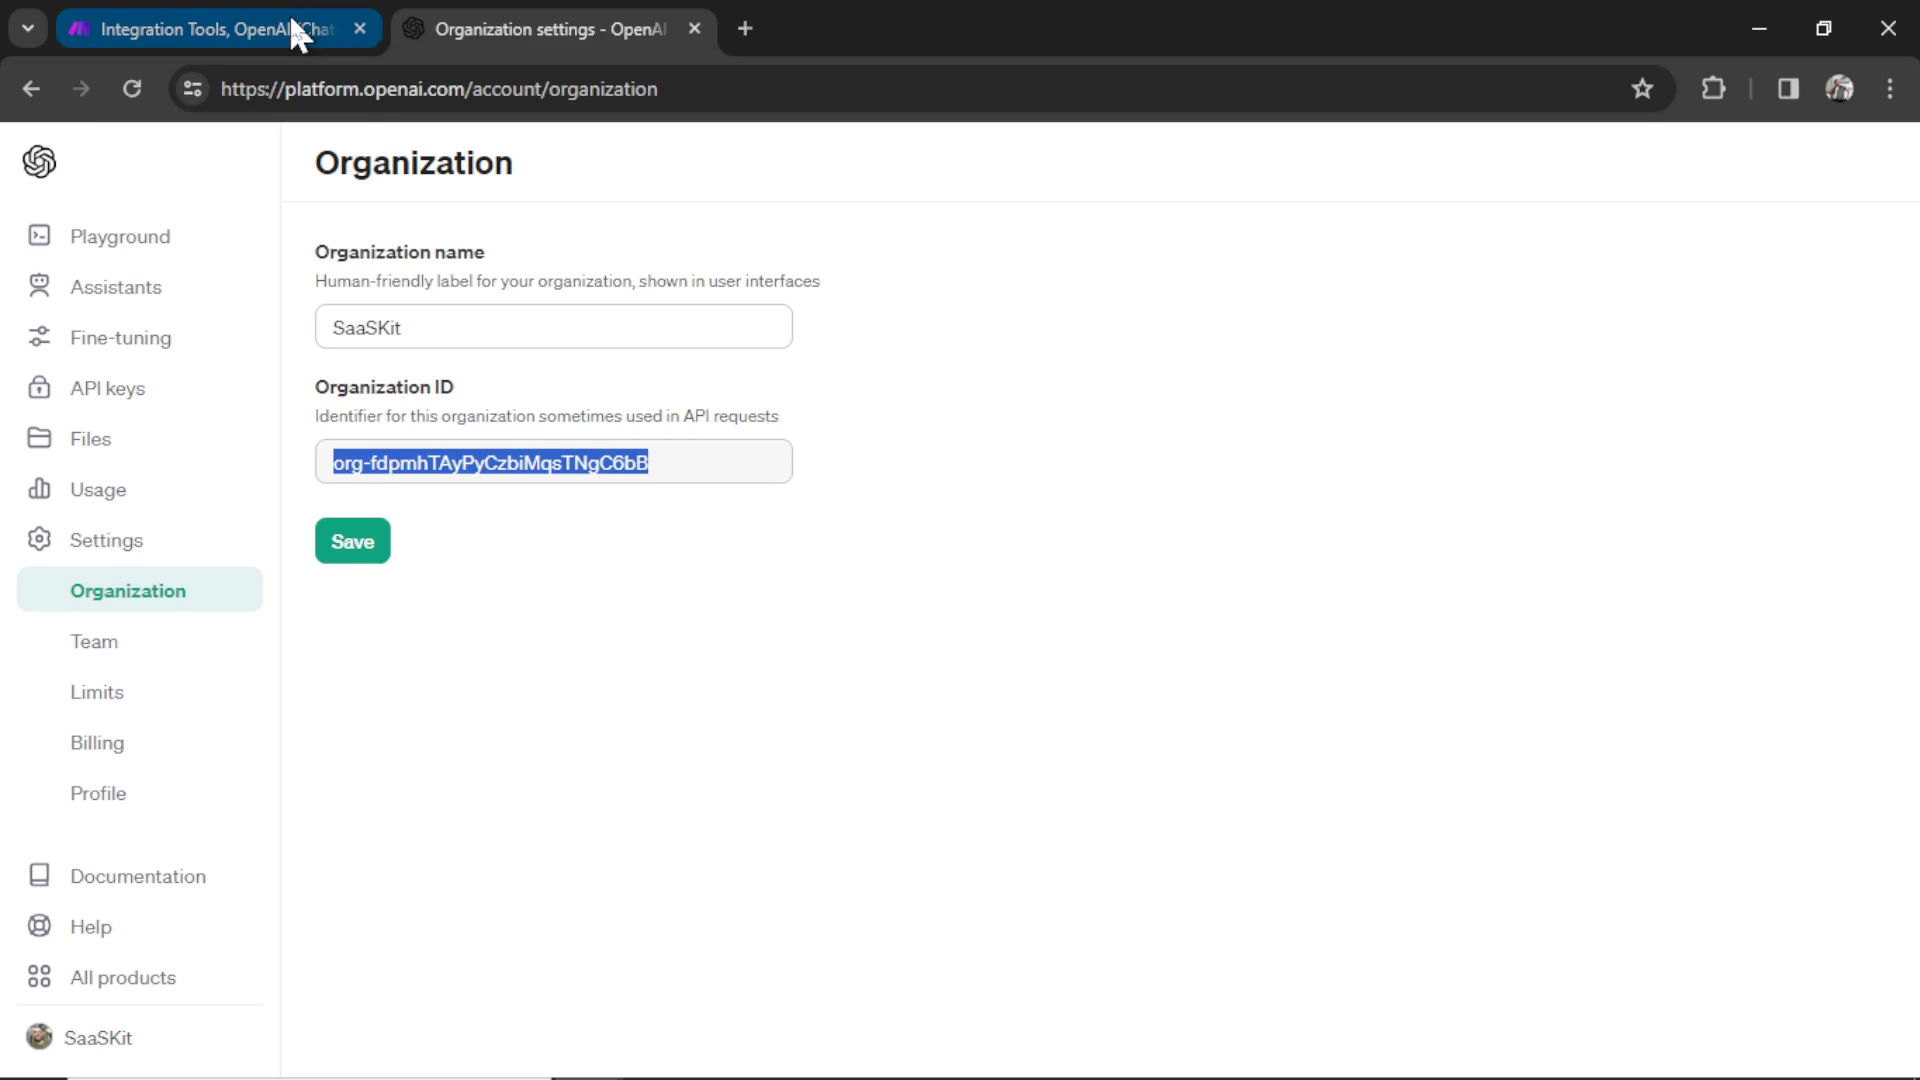 Integration Tools, OpenAI Chat
Organization settings - OpenAI
https://platform.openai.com/account/organization
Organization
Playground
Assistants
Fine-tuning
API keys
Files
Usage
Settings
Organization
Team
Limits
Billing
Profile
Documentation
Help
All products
SaaSKit
Organization name
Human-friendly label for your organization, shown in user interfaces
SaaSKit
Organization ID
Identifier for this organization sometimes used in API requests
org-fdpmhTAyPyCzbiMqsTNgC6bB
Save